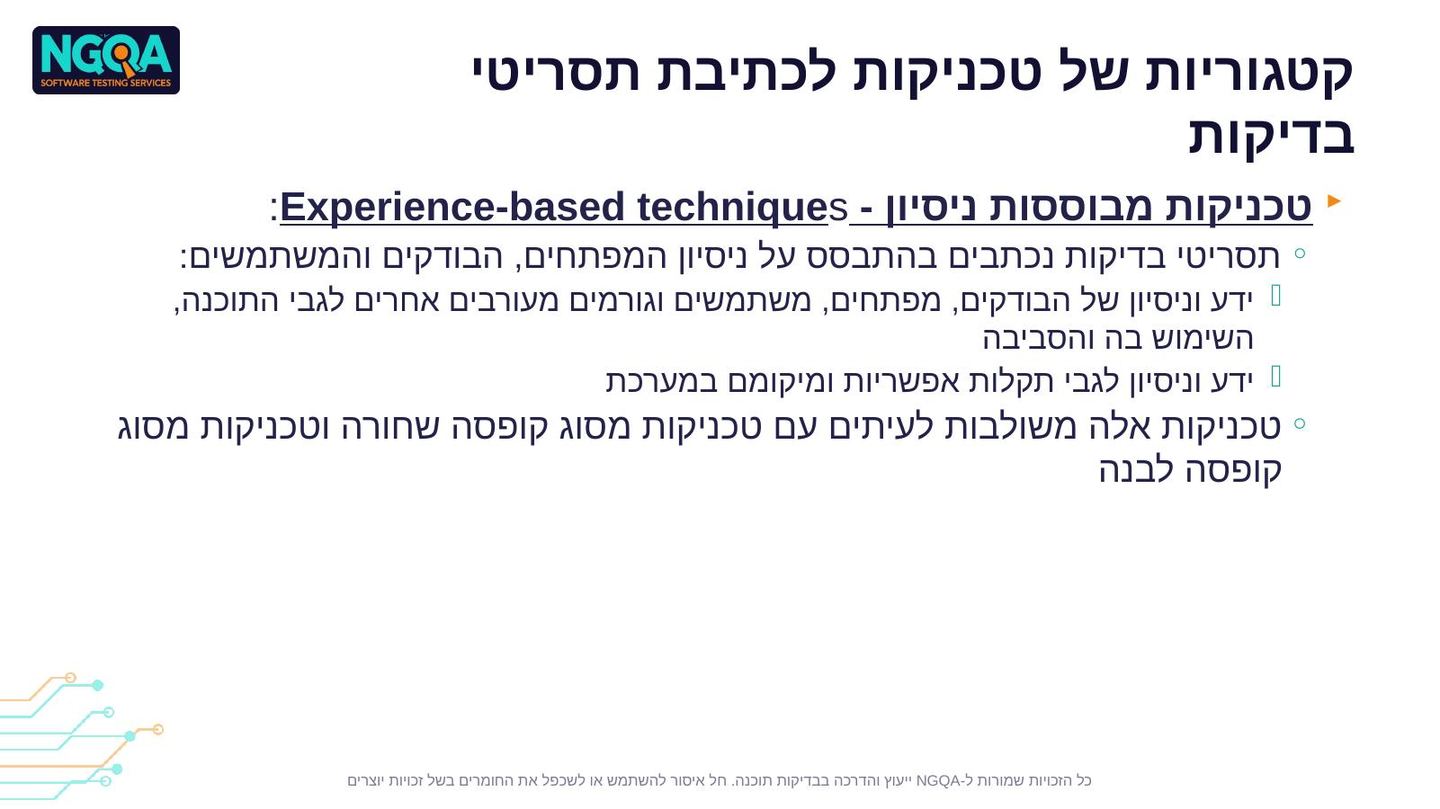 NGQA
SOFTWARE TESTING SERVICES
קטגוריות של טכניקות לכתיבת תסריטי
בדיקות
טכניקות מבוססות ניסיון - Experience-based techniques:
תסריטי בדיקות נכתבים בהתבסס על ניסיון המפתחים, הבודקים והמשתמשים:
ידע וניסיון של הבודקים, מפתחים, משתמשים וגורמים מעורבים אחרים לגבי התוכנה,
השימוש בה והסביבה
ידע וניסיון לגבי תקלות אפשריות ומיקומם במערכת
טכניקות אלה משולבות לעיתים עם טכניקות מסוג קופסה שחורה וטכניקות מסוג
קופסה לבנה
כל הזכויות שמורות ל-NGQA ייעוץ והדרכה בבדיקות תוכנה. חל איסור להשתמש או לשכפל את החומרים בשל זכויות יוצרים